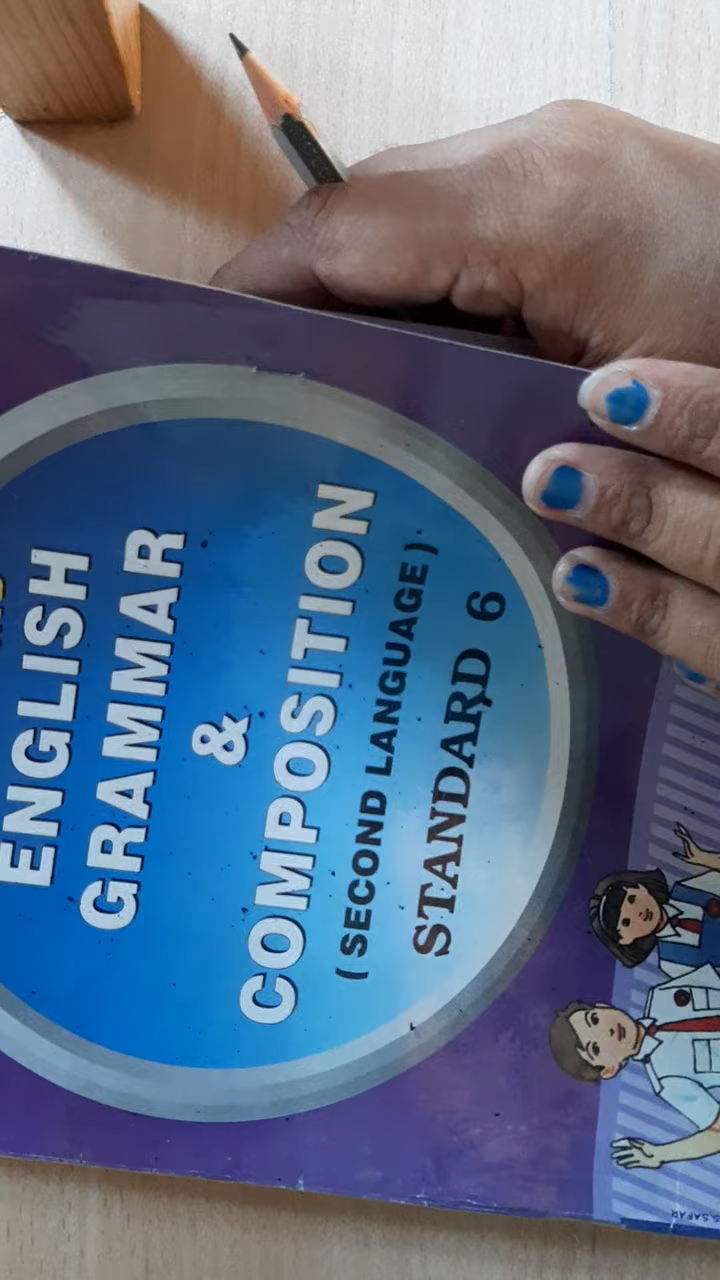 ENGLISH
GRAMMAR
&
COMPOSITION
(SECOND LANGUAGE)
STANDARD 6